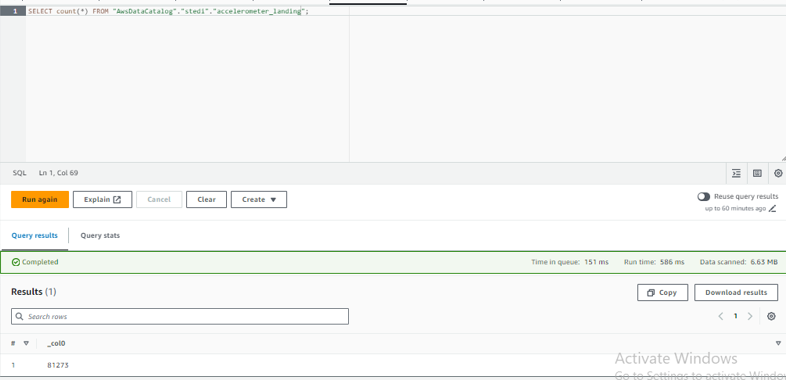 1 SELECT count(*) FROM "AwsDataCatalog"."stedi"."accelerometer_landing";
SQL Ln 1, Col 69
Run again Explain Cancel Clear Create
Reuse query results
up to 60 minutes ago
Query results Query stats
Completed Time in queue: 151 ms Run time: 586 ms Data scanned: 6.63 MB
Results (1) Copy Download results
Search rows 1
# _col0
1 81273
Activate Windows
Go to Settings to activate Windows